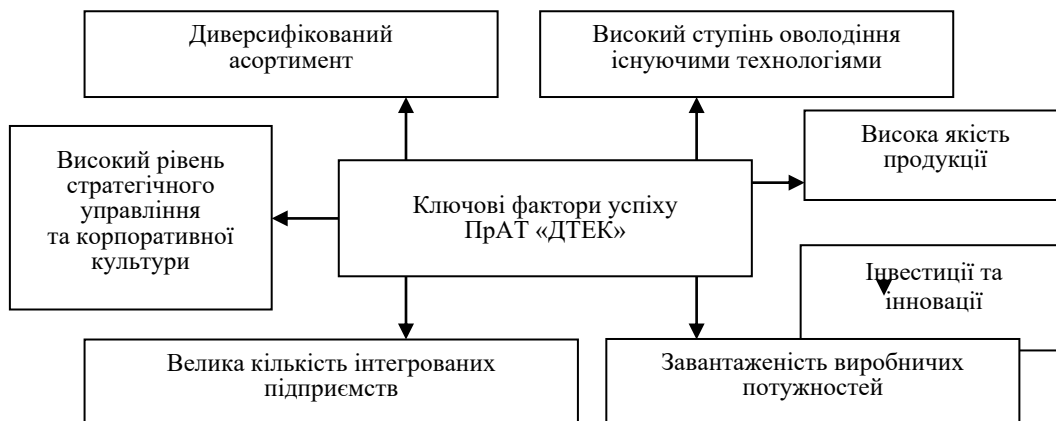 Диверсифікований
асортимент
Високий ступінь оволодіння
існуючими технологіями
Висока якість
продукції
Високий рівень
стратегічного
управління
та корпоративної
культури
Ключові фактори успіху
ПрАТ «ДТЕК»
Інвестиції та
інновації
Велика кількість інтегрованих
підприємств
Завантаженість виробничих
потужностей